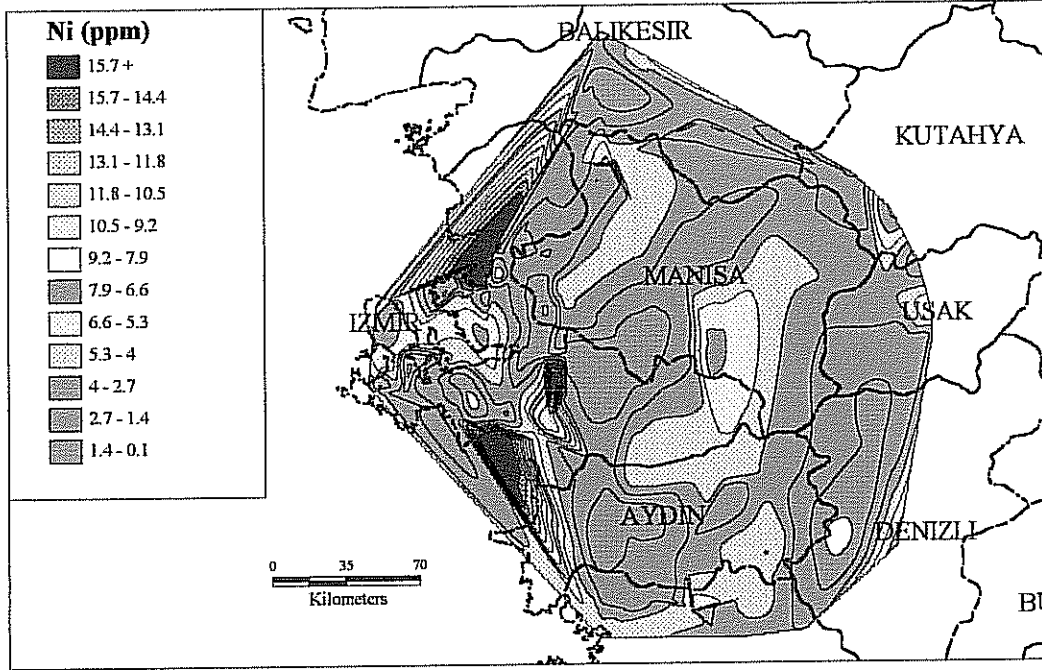 Ni (ppm)
15.7 +
15.7 - 14.4
14.4 - 13.1
13.1 - 11.8
11.8 - 10.5
10.5 - 9.2
9.2 - 7.9
7.9 - 6.6
6.6 - 5.3
5.3 - 4
4 - 2.7
2.7 - 1.4
1.4 - 0.1
BALIKESIR
KUTAHYA
MANISA
USAK
IZMIR
AYDIN
DENIZLI
0 35 70
Kilometers
BU